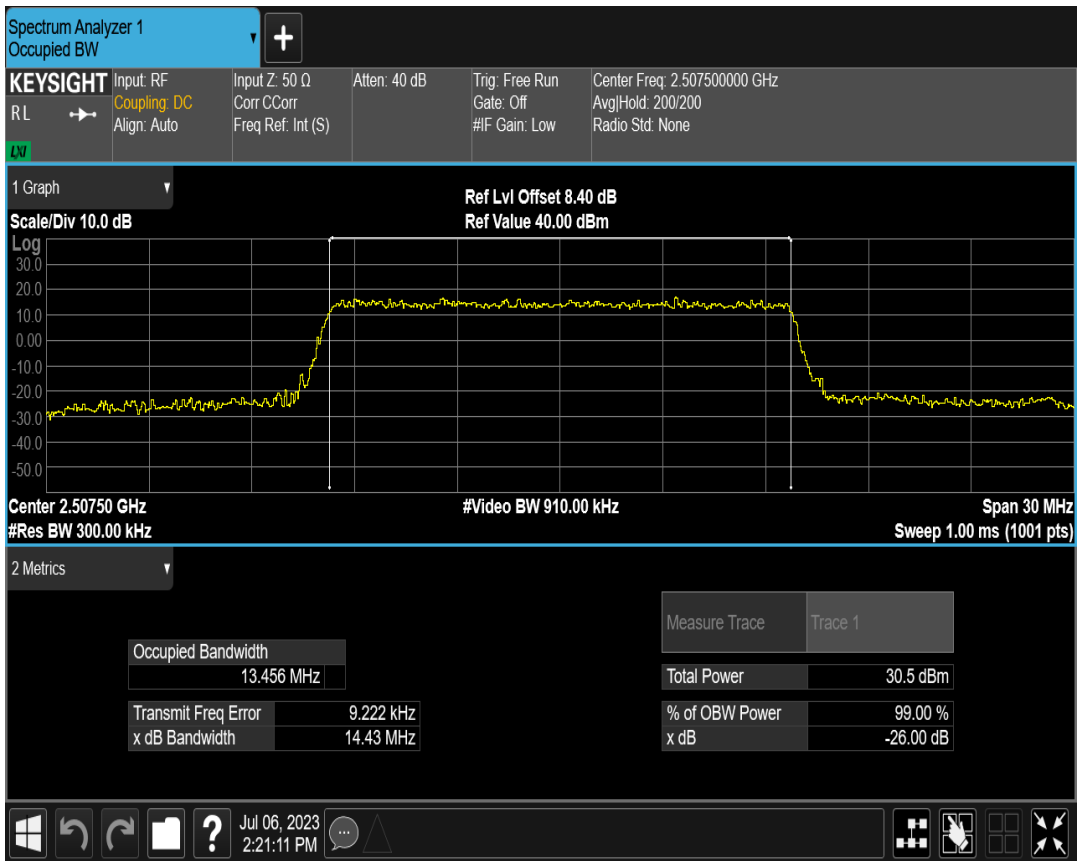 Spectrum Analyzer 1
Occupied BW
KEYSIGHT
RL
LXI
Input: RF
Coupling: DC
Align: Auto
Input Z: 50 Ω
Corr CCorr
Freq Ref: Int (S)
Atten: 40 dB
Trig: Free Run
Gate: Off
#IF Gain: Low
Center Freq: 2.507500000 GHz
Avg|Hold: 200/200
Radio Std: None
1 Graph
Scale/Div 10.0 dB
Ref Lvl Offset 8.40 dB
Ref Value 40.00 dBm
Log
30.0
20.0
10.0
0.00
-10.0
-20.0
-30.0
-40.0
-50.0
Center 2.50750 GHz
#Video BW 910.00 kHz
Span 30 MHz
#Res BW 300.00 kHz
Sweep 1.00 ms (1001 pts)
2 Metrics
Measure Trace Trace 1
Occupied Bandwidth
13.456 MHz
Total Power 30.5 dBm
Transmit Freq Error 9.222 kHz
% of OBW Power 99.00 %
x dB Bandwidth 14.43 MHz
x dB -26.00 dB
?
Jul 06, 2023
2:21:11 PM